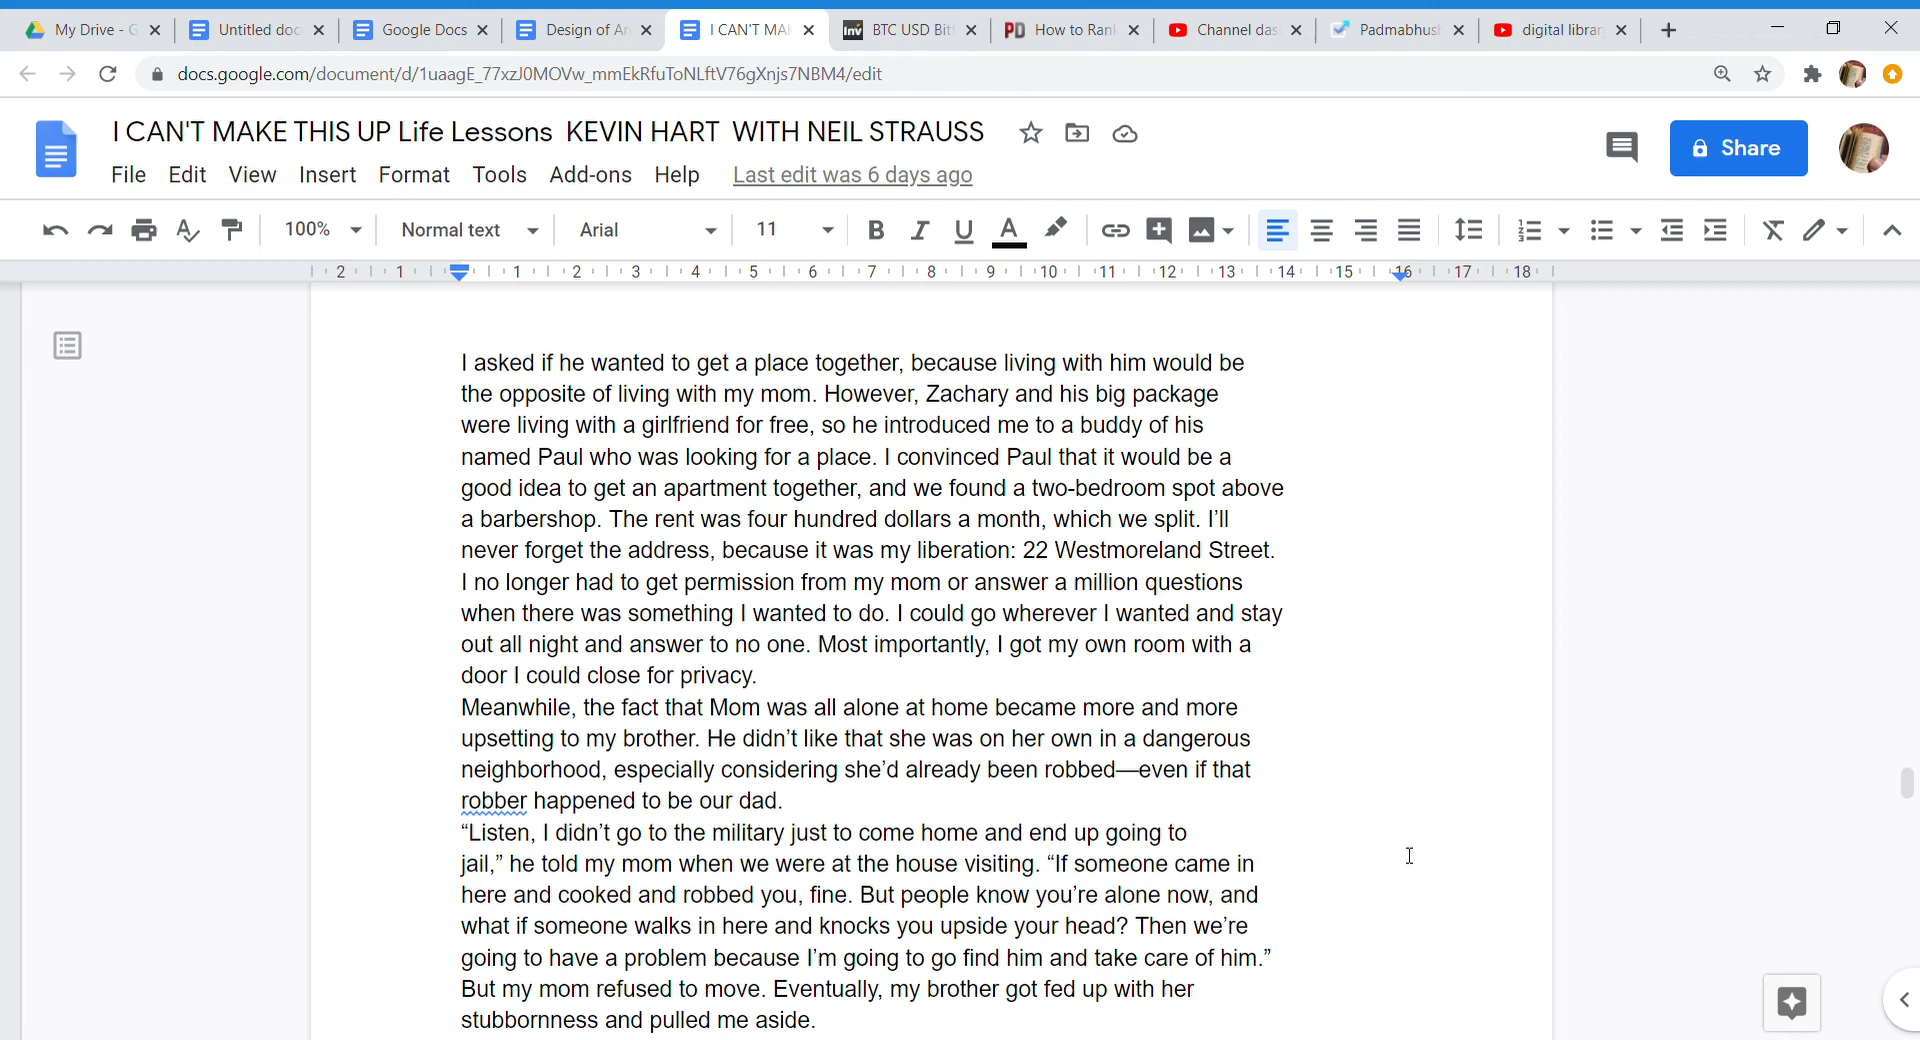 My Drive - G
Untitled doc
Google Docs
Design of Ar
I CAN'T MA
Inv
BTC USD Bit
PD
How to Rank
Channel das
Padmabhush
digital librar
docs.google.com/document/d/1uaagE_77xzJ0MOVw_mmEkRfuToNLftV76gXnjs7NBM4/edit
I CAN'T MAKE THIS UP Life Lessons KEVIN HART WITH NEIL STRAUSS
Share
File Edit View Insert Format Tools Add-ons Help Last edit was 6 days ago
100% Normal text Arial 11 B I U A
2 1 1 2 3 4 5 6 7 8 9 10 11 12 13 14 15 16 17 18
I asked if he wanted to get a place together, because living with him would be
the opposite of living with my mom. However, Zachary and his big package
were living with a girlfriend for free, so he introduced me to a buddy of his
named Paul who was looking for a place. I convinced Paul that it would be a
good idea to get an apartment together, and we found a two-bedroom spot above
a barbershop. The rent was four hundred dollars a month, which we split. I’ll
never forget the address, because it was my liberation: 22 Westmoreland Street.
I no longer had to get permission from my mom or answer a million questions
when there was something I wanted to do. I could go wherever I wanted and stay
out all night and answer to no one. Most importantly, I got my own room with a
door I could close for privacy.
Meanwhile, the fact that Mom was all alone at home became more and more
upsetting to my brother. He didn’t like that she was on her own in a dangerous
neighborhood, especially considering she’d already been robbed—even if that
robber happened to be our dad.
“Listen, I didn’t go to the military just to come home and end up going to
jail,” he told my mom when we were at the house visiting. “If someone came in
here and cooked and robbed you, fine. But people know you’re alone now, and
what if someone walks in here and knocks you upside your head? Then we’re
going to have a problem because I’m going to go find him and take care of him.”
But my mom refused to move. Eventually, my brother got fed up with her
stubbornness and pulled me aside.